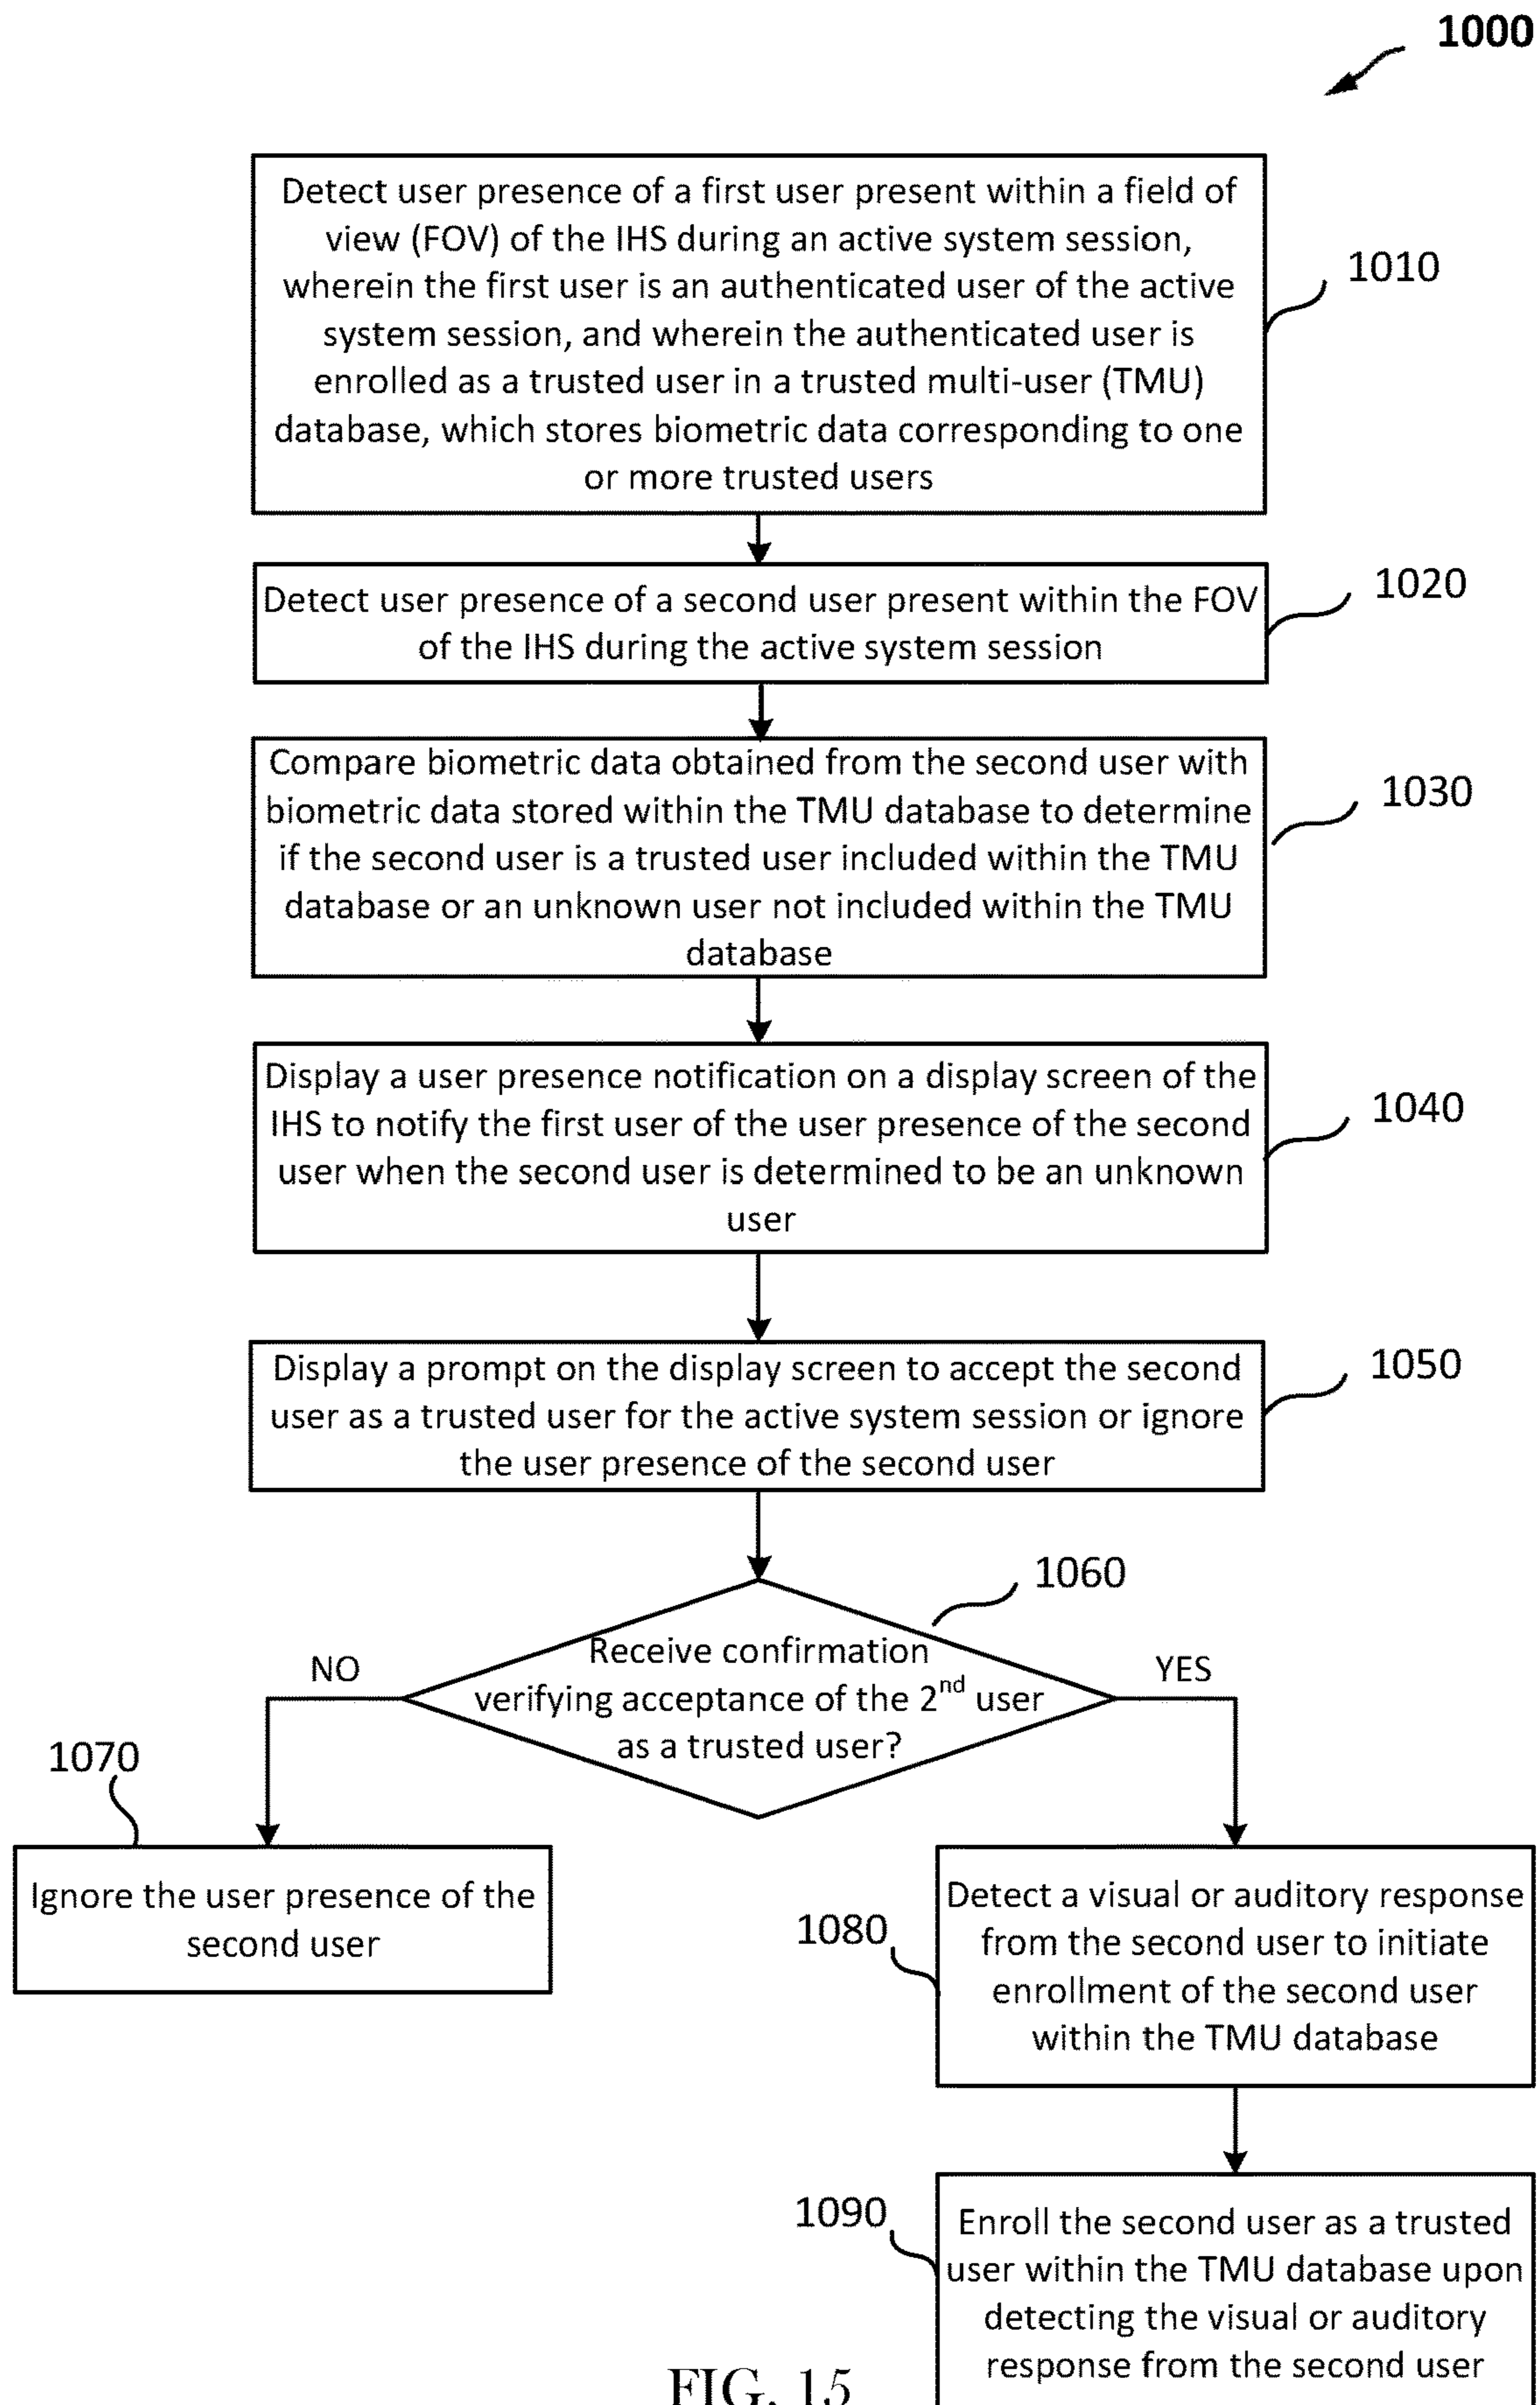 1000
Detect user presence of a first user present within a field of
view (FOV) of the IHS during an active system session,
wherein the first user is an authenticated user of the active
system session, and wherein the authenticated user is
enrolled as a trusted user in a trusted multi-user (TMU)
database, which stores biometric data corresponding to one
or more trusted users
1010
Detect user presence of a second user present within the FOV
of the IHS during the active system session
1020
Compare biometric data obtained from the second user with
biometric data stored within the TMU database to determine
if the second user is a trusted user included within the TMU
database or an unknown user not included within the TMU
database
1030
Display a user presence notification on a display screen of the
IHS to notify the first user of the user presence of the second
user when the second user is determined to be an unknown
user
1040
Display a prompt on the display screen to accept the second
user as a trusted user for the active system session or ignore
the user presence of the second user
1050
1060
Receive confirmation
verifying acceptance of the 2nd user
as a trusted user?
NO
YES
1070
Ignore the user presence of the
second user
1080
Detect a visual or auditory response
from the second user to initiate
enrollment of the second user
within the TMU database
1090
Enroll the second user as a trusted
user within the TMU database upon
detecting the visual or auditory
response from the second user
FIG. 15